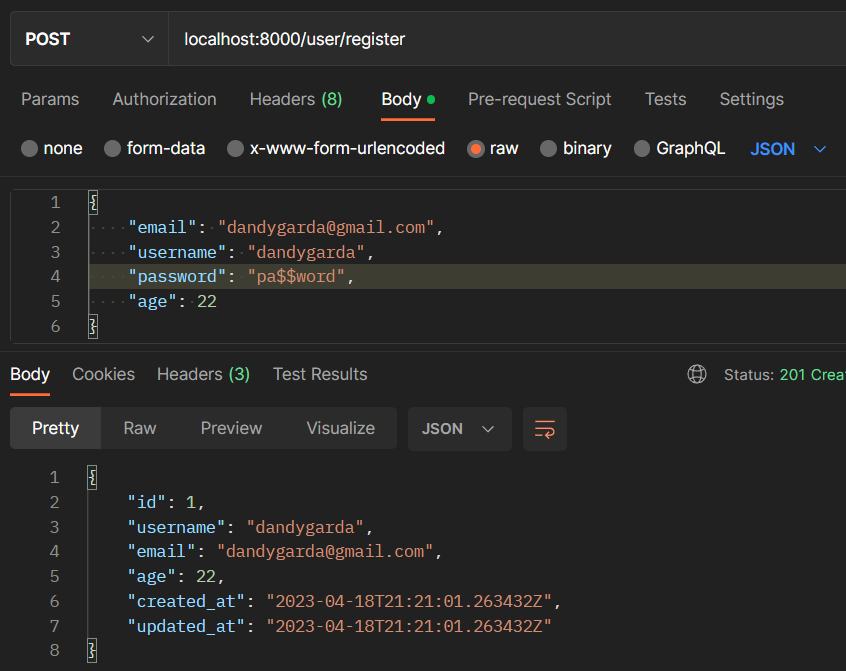 POST localhost:8000/user/register
Params Authorization Headers (8) Body Pre-request Script Tests Settings
none form-data x-www-form-urlencoded raw binary GraphQL JSON
1 {
2 "email": "dandygarda@gmail.com",
3 "username": "dandygarda",
4 "password": "pa$$word",
5 "age": 22
6 }
Body Cookies Headers (3) Test Results Status: 201 Crea
Pretty Raw Preview Visualize JSON
1 {
2 "id": 1,
3 "username": "dandygarda",
4 "email": "dandygarda@gmail.com",
5 "age": 22,
6 "created_at": "2023-04-18T21:21:01.263432Z",
7 "updated_at": "2023-04-18T21:21:01.263432Z"
8 }